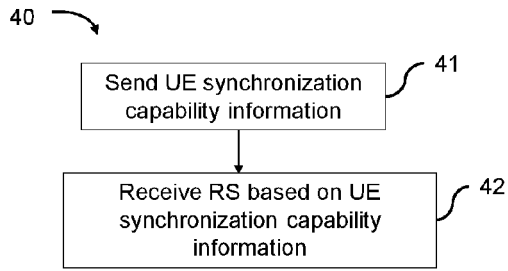 40
Send UE synchronization
capability information
41
Receive RS based on UE
synchronization capability
information
42